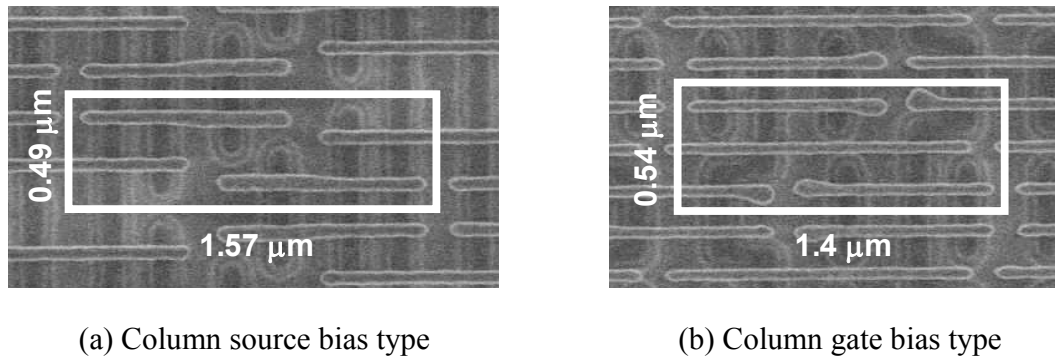 0.49 μm
1.57 μm
0.54 μm
1.4 μm
(a) Column source bias type
(b) Column gate bias type